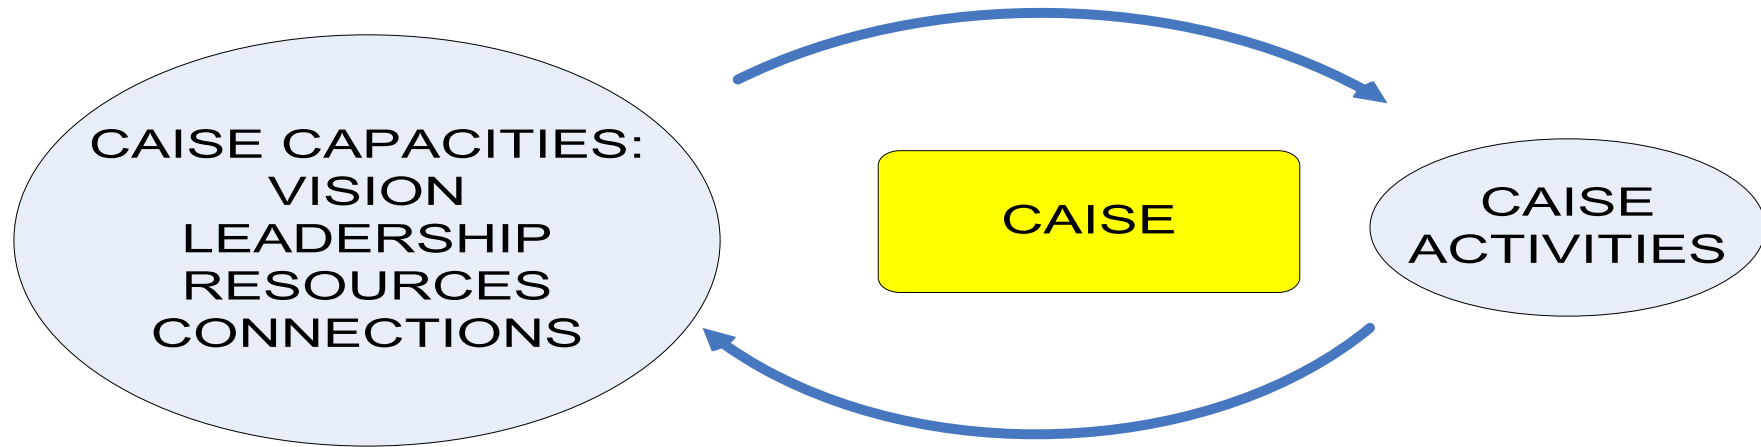 CAISE CAPACITIES:
VISION
LEADERSHIP
RESOURCES
CONNECTIONS
CAISE
CAISE
ACTIVITIES